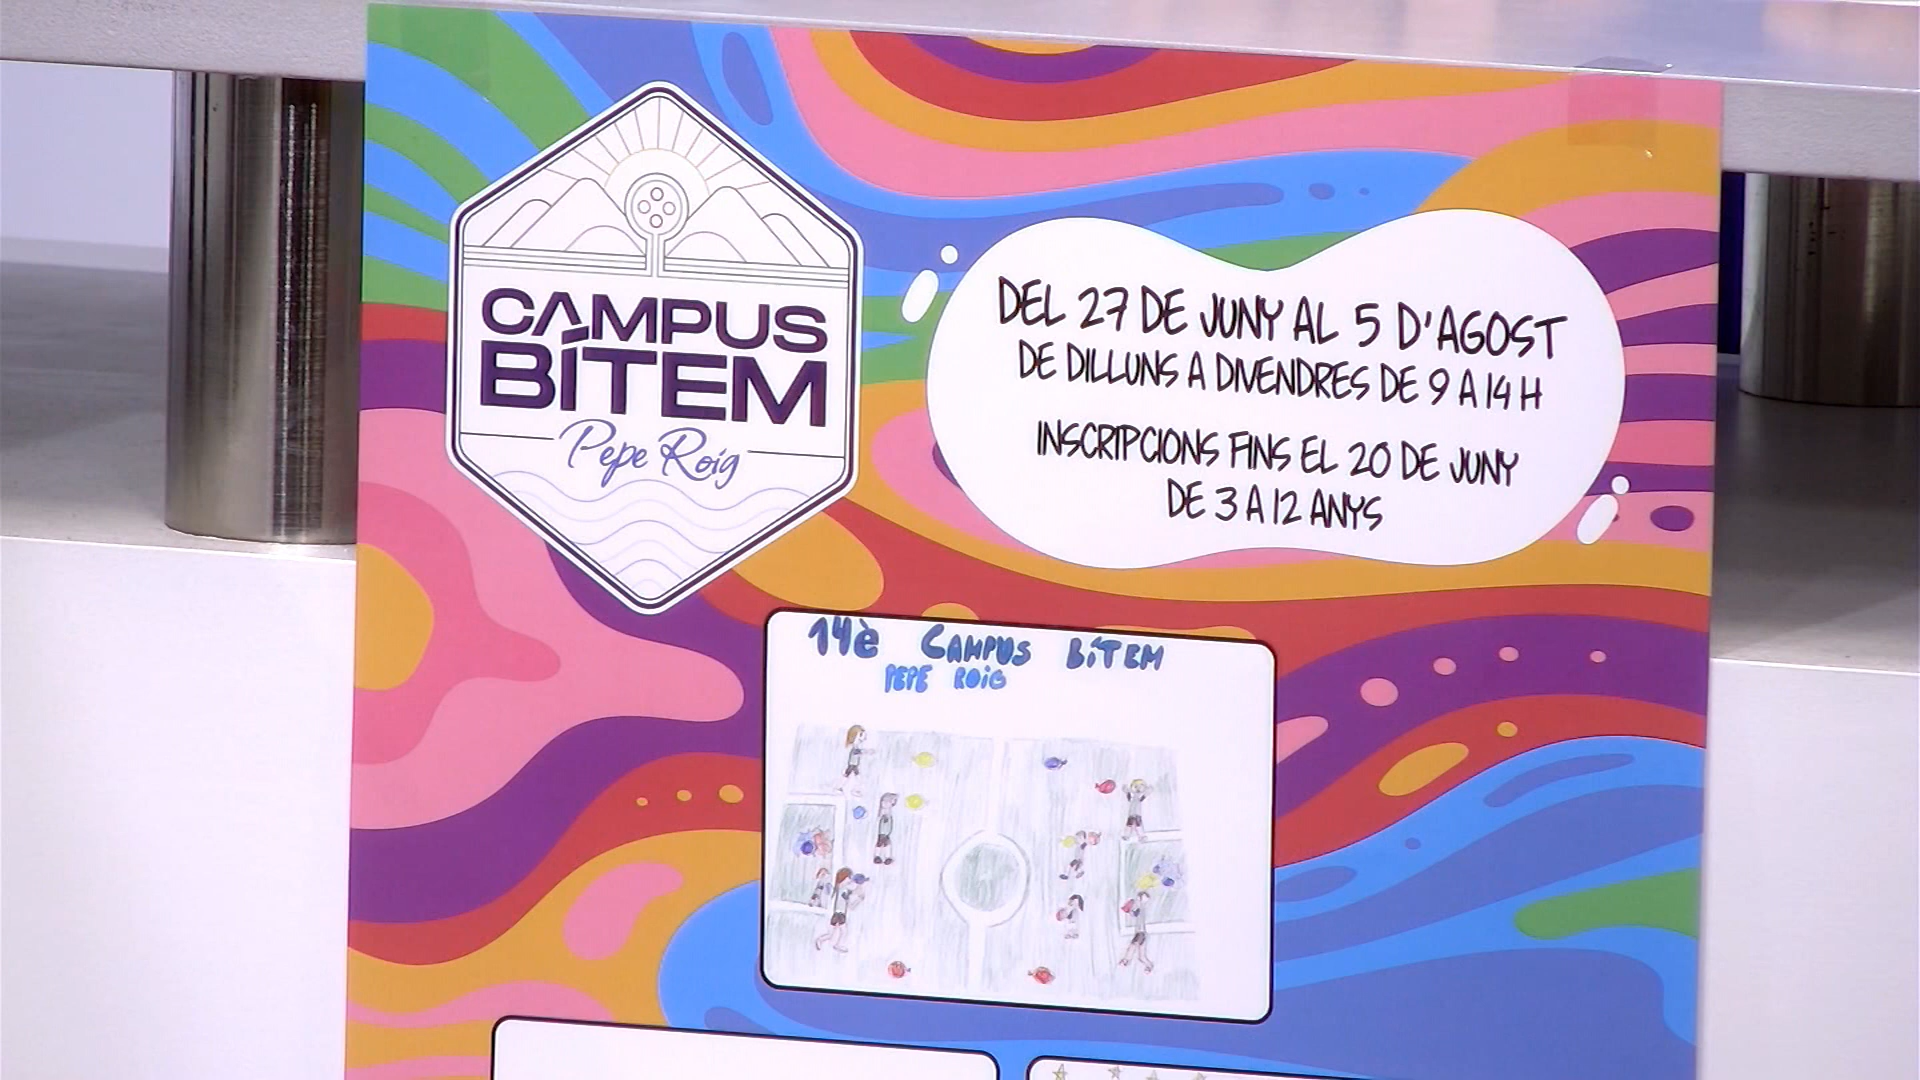 CAMPUS
BÍTEM
Pepe Roig
DEL 27 DE JUNY AL 5 D'AGOST
DE DILLUNS A DIVENDRES DE 9 A 14 H
INSCRIPCIONS FINS EL 20 DE JUNY
DE 3 A 12 ANYS
14è CAMPUS BÍTEM
PEPE ROiG